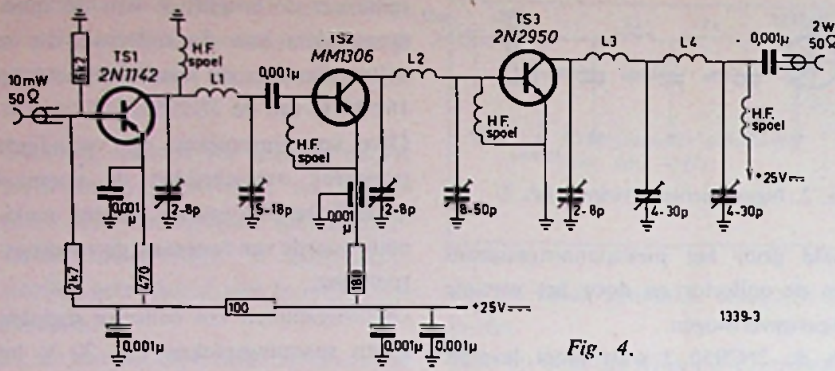 10mW
50 Ω
8k2
TS1
2N1142
H.F.
spoel
L1
0,001μ
2-8p
5-18p
0,001
μ
2k7
470
0,001μ
100
TS2
MM1306
H.F.
spoel
0,001
μ
180
2-8p
L2
8-50p
0,001μ
0,001μ
+25V
TS3
2N2950
H.F.
spoel
L3
L4
2-8p
4-30p
4-30p
0,001μ
2W
50Ω
H.F.
spoel
+25V
1339-3
Fig. 4.